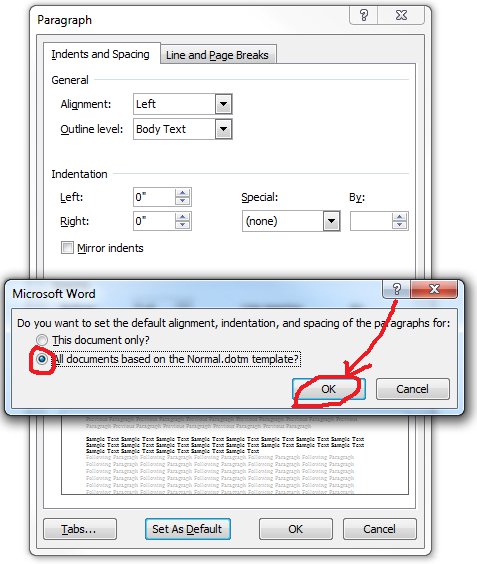 Paragraph
Indents and Spacing Line and Page Breaks
General
Alignment: Left
Outline level: Body Text
Indentation
Left: 0" Special: By:
Right: 0" (none)
Mirror indents
Microsoft Word
Do you want to set the default alignment, indentation, and spacing of the paragraphs for:
This document only?
All documents based on the Normal.dotm template?
OK Cancel
Previous Paragraph Previous Paragraph Previous Paragraph
Sample Text Sample Text Sample Text Sample Text Sample Text Sample Text Sample Text Sample Text
Sample Text Sample Text Sample Text Sample Text Sample Text Sample Text Sample Text Sample Text
Sample Text Sample Text Sample Text Sample Text Sample Text
Following Paragraph Following Paragraph Following Paragraph Following Paragraph
Following Paragraph Following Paragraph Following Paragraph Following Paragraph
Following Paragraph Following Paragraph Following Paragraph Following Paragraph
Following Paragraph Following Paragraph Following Paragraph Following Paragraph
Tabs... Set As Default OK Cancel